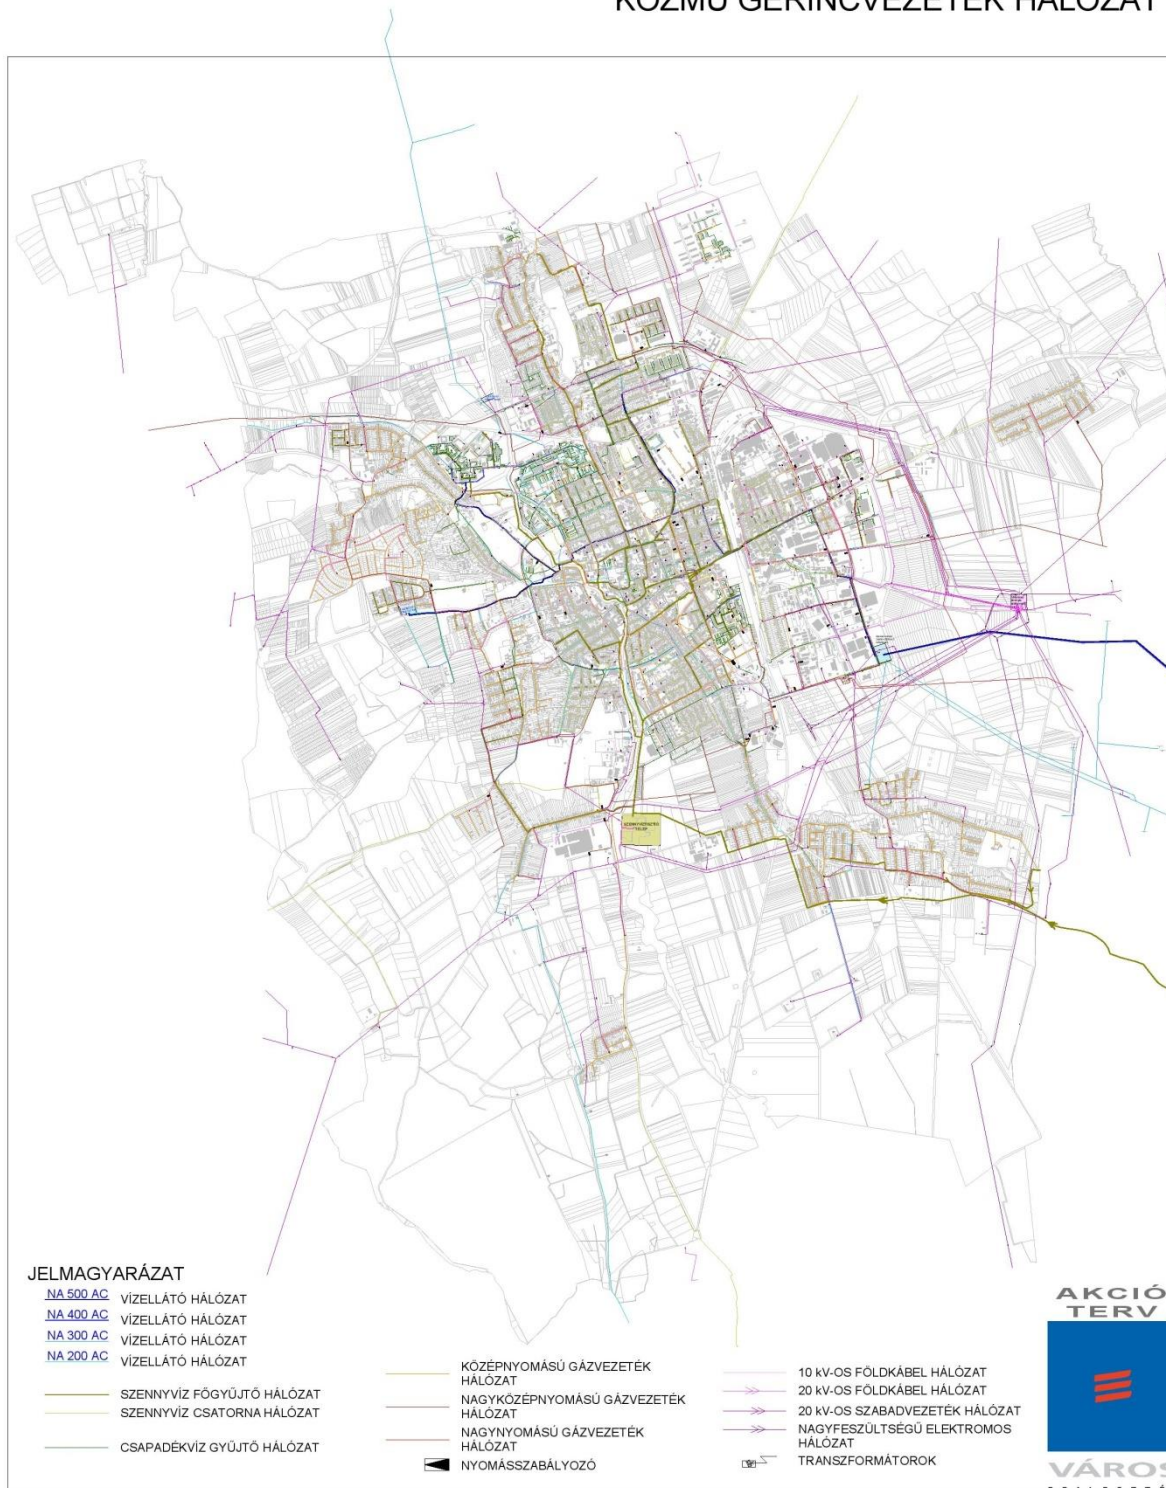 KÖZMŰ GERINCVEZETÉK HÁLÓZAT
JELMAGYARÁZAT
NA 500 AC VÍZELLÁTÓ HÁLÓZAT
NA 400 AC VÍZELLÁTÓ HÁLÓZAT
NA 300 AC VÍZELLÁTÓ HÁLÓZAT
NA 200 AC VÍZELLÁTÓ HÁLÓZAT
SZENNYVÍZ FŐGYŰJTŐ HÁLÓZAT
SZENNYVÍZ CSATORNA HÁLÓZAT
CSAPADÉKVÍZ GYŰJTŐ HÁLÓZAT
KÖZÉPNYOMÁSÚ GÁZVEZETÉK
HÁLÓZAT
NAGYKÖZÉPNYOMÁSÚ GÁZVEZETÉK
HÁLÓZAT
NAGYNYOMÁSÚ GÁZVEZETÉK
HÁLÓZAT
NYOMÁSSZABÁLYOZÓ
10 kV-OS FÖLDKÁBEL HÁLÓZAT
20 kV-OS FÖLDKÁBEL HÁLÓZAT
20 kV-OS SZABADVEZETÉK HÁLÓZAT
NAGYFESZÜLTSÉGŰ ELEKTROMOS
HÁLÓZAT
TRANSZFORMÁTOROK
AKCIÓ
TERV
VÁROS